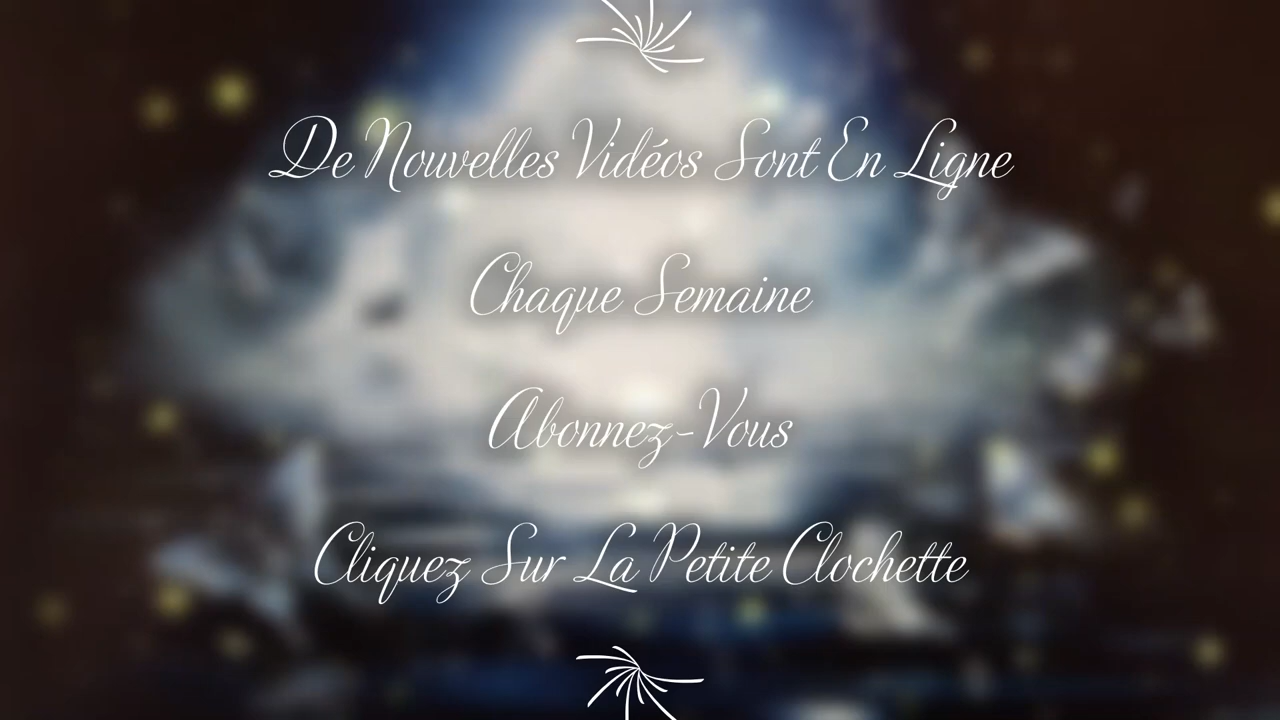 De Nouvelles Vidéos Sont En Ligne
Chaque Semaine
Abonnez-Vous
Cliquez Sur La Petite Clochette